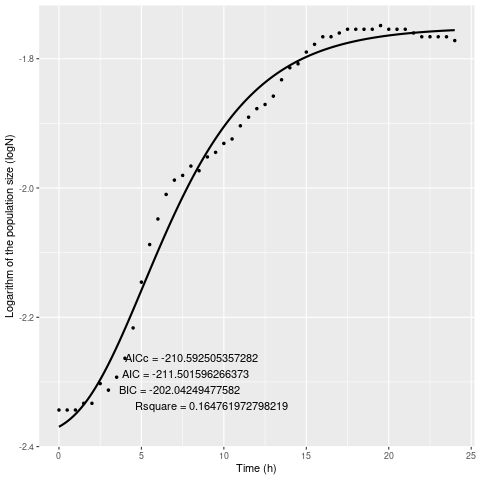 Logarithm of the population size (logN)
-1.8
-2.0
-2.2
-2.4
AICc = -210.592505357282
AIC = -211.501596266373
BIC = -202.04249477582
Rsquare = 0.164761972798219
0
5
10
15
20
25
Time (h)